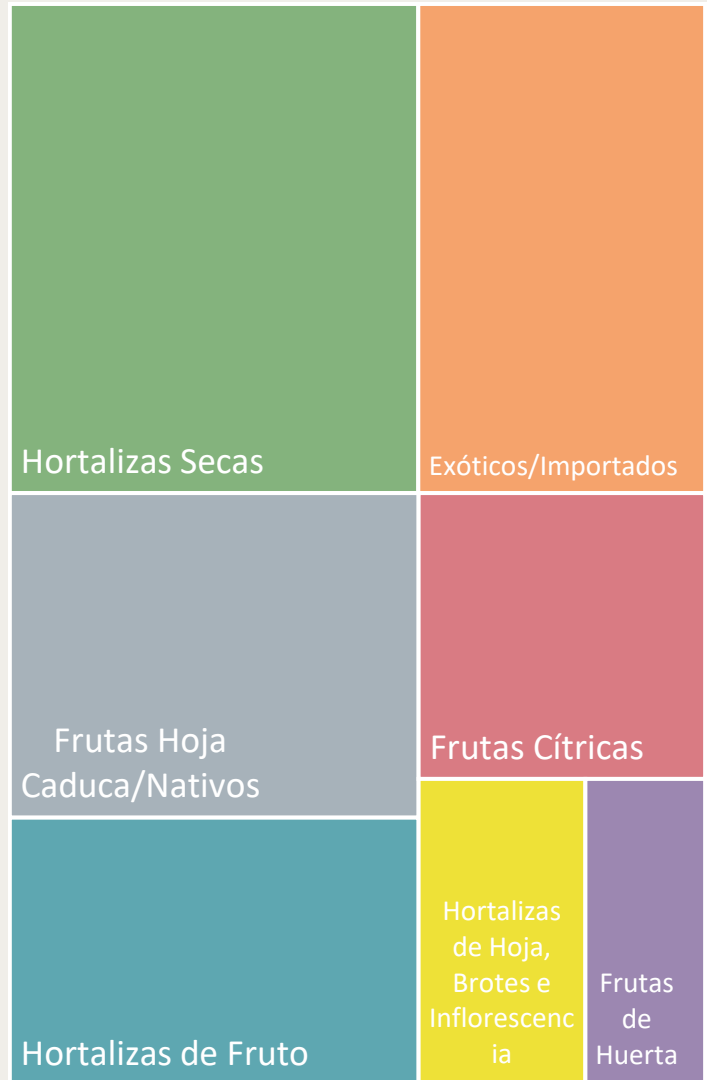 Hortalizas Secas
Exóticos/Importados
Frutas Hoja
Caduca/Nativos
Frutas Cítricas
Hortalizas de Fruto
Hortalizas
de Hoja,
Brotes e
Inflorescenc
ia
Frutas
de
Huerta